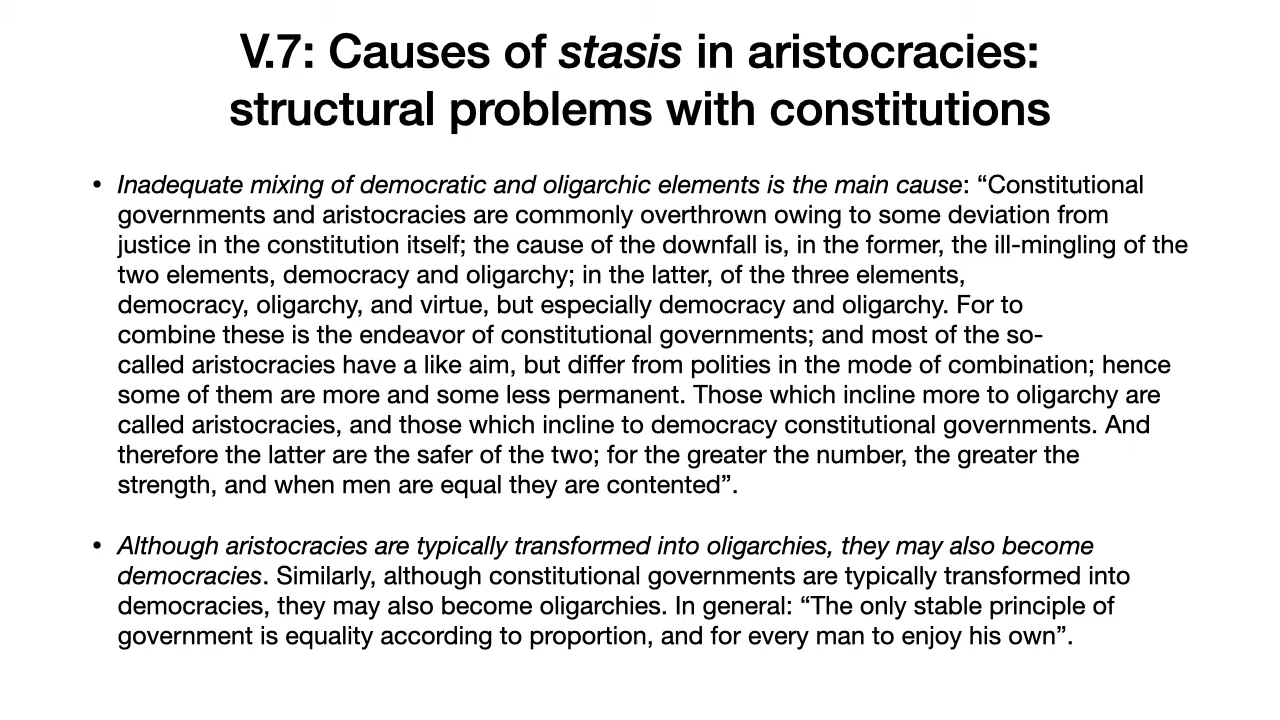 V.7: Causes of stasis in aristocracies:
structural problems with constitutions
• Inadequate mixing of democratic and oligarchic elements is the main cause: “Constitutional
governments and aristocracies are commonly overthrown owing to some deviation from
justice in the constitution itself; the cause of the downfall is, in the former, the ill-mingling of the
two elements, democracy and oligarchy; in the latter, of the three elements,
democracy, oligarchy, and virtue, but especially democracy and oligarchy. For to
combine these is the endeavor of constitutional governments; and most of the so-
called aristocracies have a like aim, but differ from polities in the mode of combination; hence
some of them are more and some less permanent. Those which incline more to oligarchy are
called aristocracies, and those which incline to democracy constitutional governments. And
therefore the latter are the safer of the two; for the greater the number, the greater the
strength, and when men are equal they are contented”.
• Although aristocracies are typically transformed into oligarchies, they may also become
democracies. Similarly, although constitutional governments are typically transformed into
democracies, they may also become oligarchies. In general: “The only stable principle of
government is equality according to proportion, and for every man to enjoy his own”.